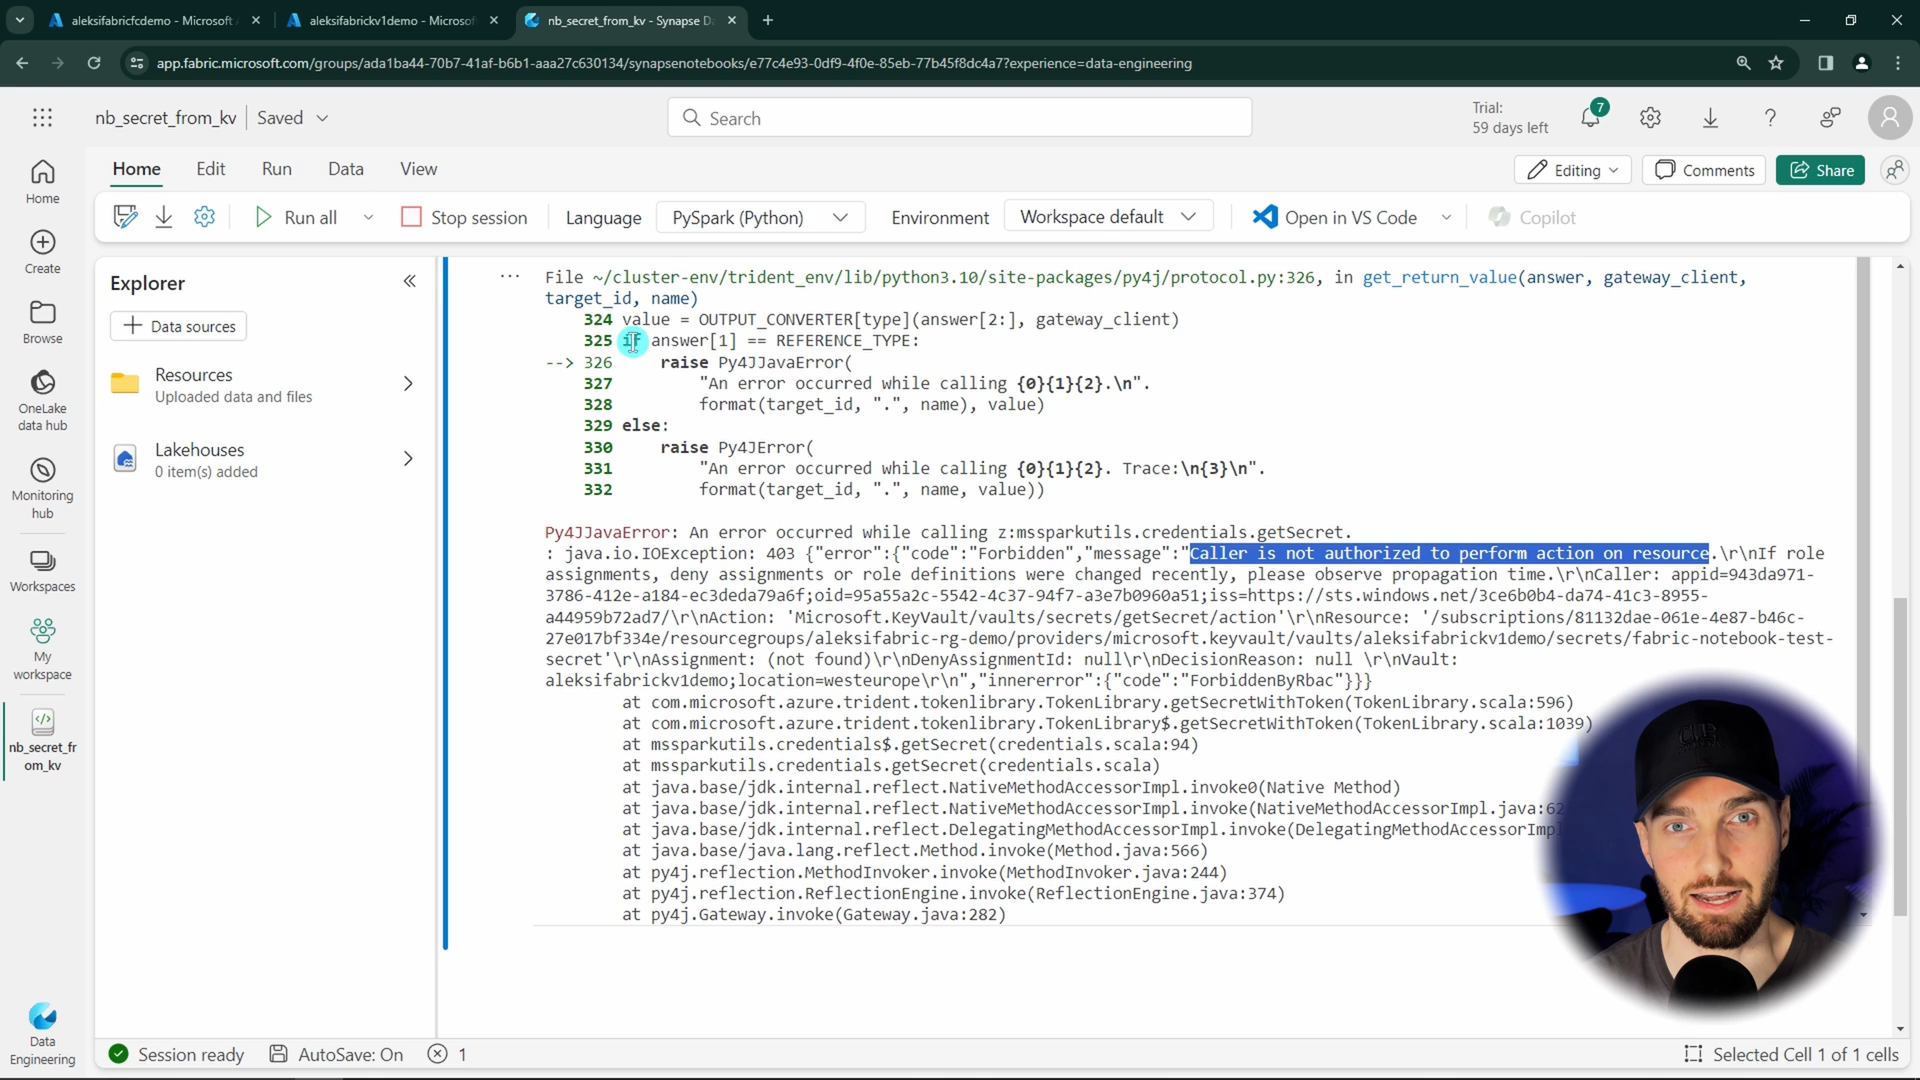 aleksifabricfcdemo - Microsoft
aleksifabrickv1demo - Microsof
nb_secret_from_kv - Synapse D
app.fabric.microsoft.com/groups/ada1ba44-70b7-41af-b6b1-aaa27c630134/synapsenotebooks/e77c4e93-0df9-4f0e-85eb-77b45f8dc4a7?experience=data-engineering
nb_secret_from_kv
Saved
Search
Trial:
59 days left
7
Home
Edit
Run
Data
View
Editing
Comments
Share
Run all
Stop session
Language
PySpark (Python)
Environment
Workspace default
Open in VS Code
Copilot
Home
Create
Browse
OneLake
data hub
Monitoring
hub
Workspaces
My
workspace
nb_secret_fr
om_kv
Data
Engineering
Explorer
Data sources
Resources
Uploaded data and files
Lakehouses
0 item(s) added
File ~/cluster-env/trident_env/lib/python3.10/site-packages/py4j/protocol.py:326, in get_return_value(answer, gateway_client,
target_id, name)
324 value = OUTPUT_CONVERTER[type](answer[2:], gateway_client)
325 if answer[1] == REFERENCE_TYPE:
--> 326 raise Py4JJavaError(
327 "An error occurred while calling {0}{1}{2}.\n".
328 format(target_id, ".", name), value)
329 else:
330 raise Py4JError(
331 "An error occurred while calling {0}{1}{2}. Trace:\n{3}\n".
332 format(target_id, ".", name, value))
Py4JJavaError: An error occurred while calling z:mssparkutils.credentials.getSecret.
: java.io.IOException: 403 {"error":{"code":"Forbidden","message":"Caller is not authorized to perform action on resource.\r\nIf role
assignments, deny assignments or role definitions were changed recently, please observe propagation time.\r\nCaller: appid=943da971-
3786-412e-a184-ec3deda79a6f;oid=95a55a2c-5542-4c37-94f7-a3e7b0960a51;iss=https://sts.windows.net/3ce6b0b4-da74-41c3-8955-
a44959b72ad7/\r\nAction: 'Microsoft.KeyVault/vaults/secrets/getSecret/action'\r\nResource: '/subscriptions/81132dae-061e-4e87-b46c-
27e017bf334e/resourcegroups/aleksifabric-rg-demo/providers/microsoft.keyvault/vaults/aleksifabrickv1demo/secrets/fabric-notebook-test-
secret'\r\nAssignment: (not found)\r\nDenyAssignmentId: null\r\nDecisionReason: null \r\nVault:
aleksifabrickv1demo;location=westeurope\r\n","innererror":{"code":"ForbiddenByRbac"}}}
at com.microsoft.azure.trident.tokenlibrary.TokenLibrary.getSecretWithToken(TokenLibrary.scala:596)
at com.microsoft.azure.trident.tokenlibrary.TokenLibrary$.getSecretWithToken(TokenLibrary.scala:1039)
at mssparkutils.credentials$.getSecret(credentials.scala:94)
at mssparkutils.credentials.getSecret(credentials.scala)
at java.base/jdk.internal.reflect.NativeMethodAccessorImpl.invoke0(Native Method)
at java.base/jdk.internal.reflect.NativeMethodAccessorImpl.invoke(NativeMethodAccessorImpl.java:62
at java.base/jdk.internal.reflect.DelegatingMethodAccessorImpl.invoke(DelegatingMethodAccessorImpl
at java.base/java.lang.reflect.Method.invoke(Method.java:566)
at py4j.reflection.MethodInvoker.invoke(MethodInvoker.java:244)
at py4j.reflection.ReflectionEngine.invoke(ReflectionEngine.java:374)
at py4j.Gateway.invoke(Gateway.java:282)
Session ready
AutoSave: On
1
Selected Cell 1 of 1 cells